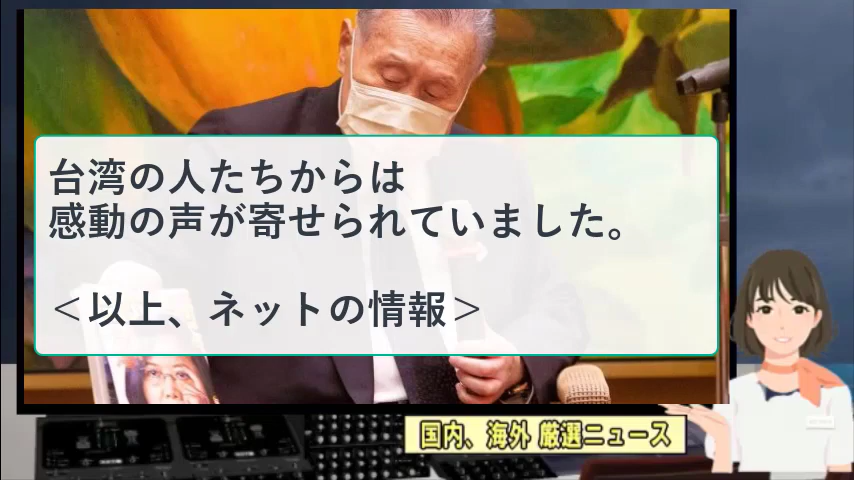 台湾の人たちからは
感動の声が寄せられていました。
＜以上、ネットの情報＞
国内、海外 厳選ニュース